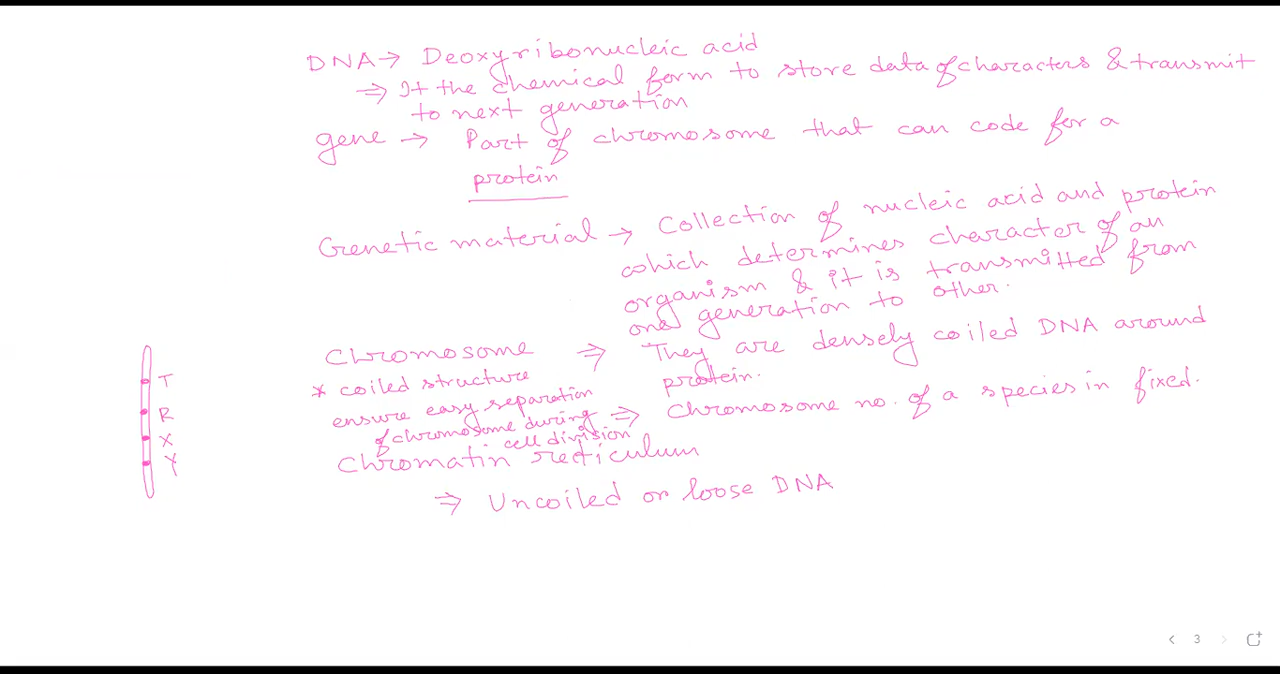 DNA → Deoxyribonucleic acid
⇒ It the chemical form to store data of characters & transmit
to next generation
gene → Part of chromosome that can code for a
protein
Genetic material → Collection of nucleic acid and protein
which determines character of an
organism & it is transmitted from
one generation to other.
Chromosome ⇒ They are densely coiled DNA around
protein.
* coiled structure
ensure easy separation
of chromosome during
cell division
⇒ Chromosome no. of a species in fixed.
Chromatin recticulum
⇒ Uncoiled or loose DNA
T
R
X
Y
3